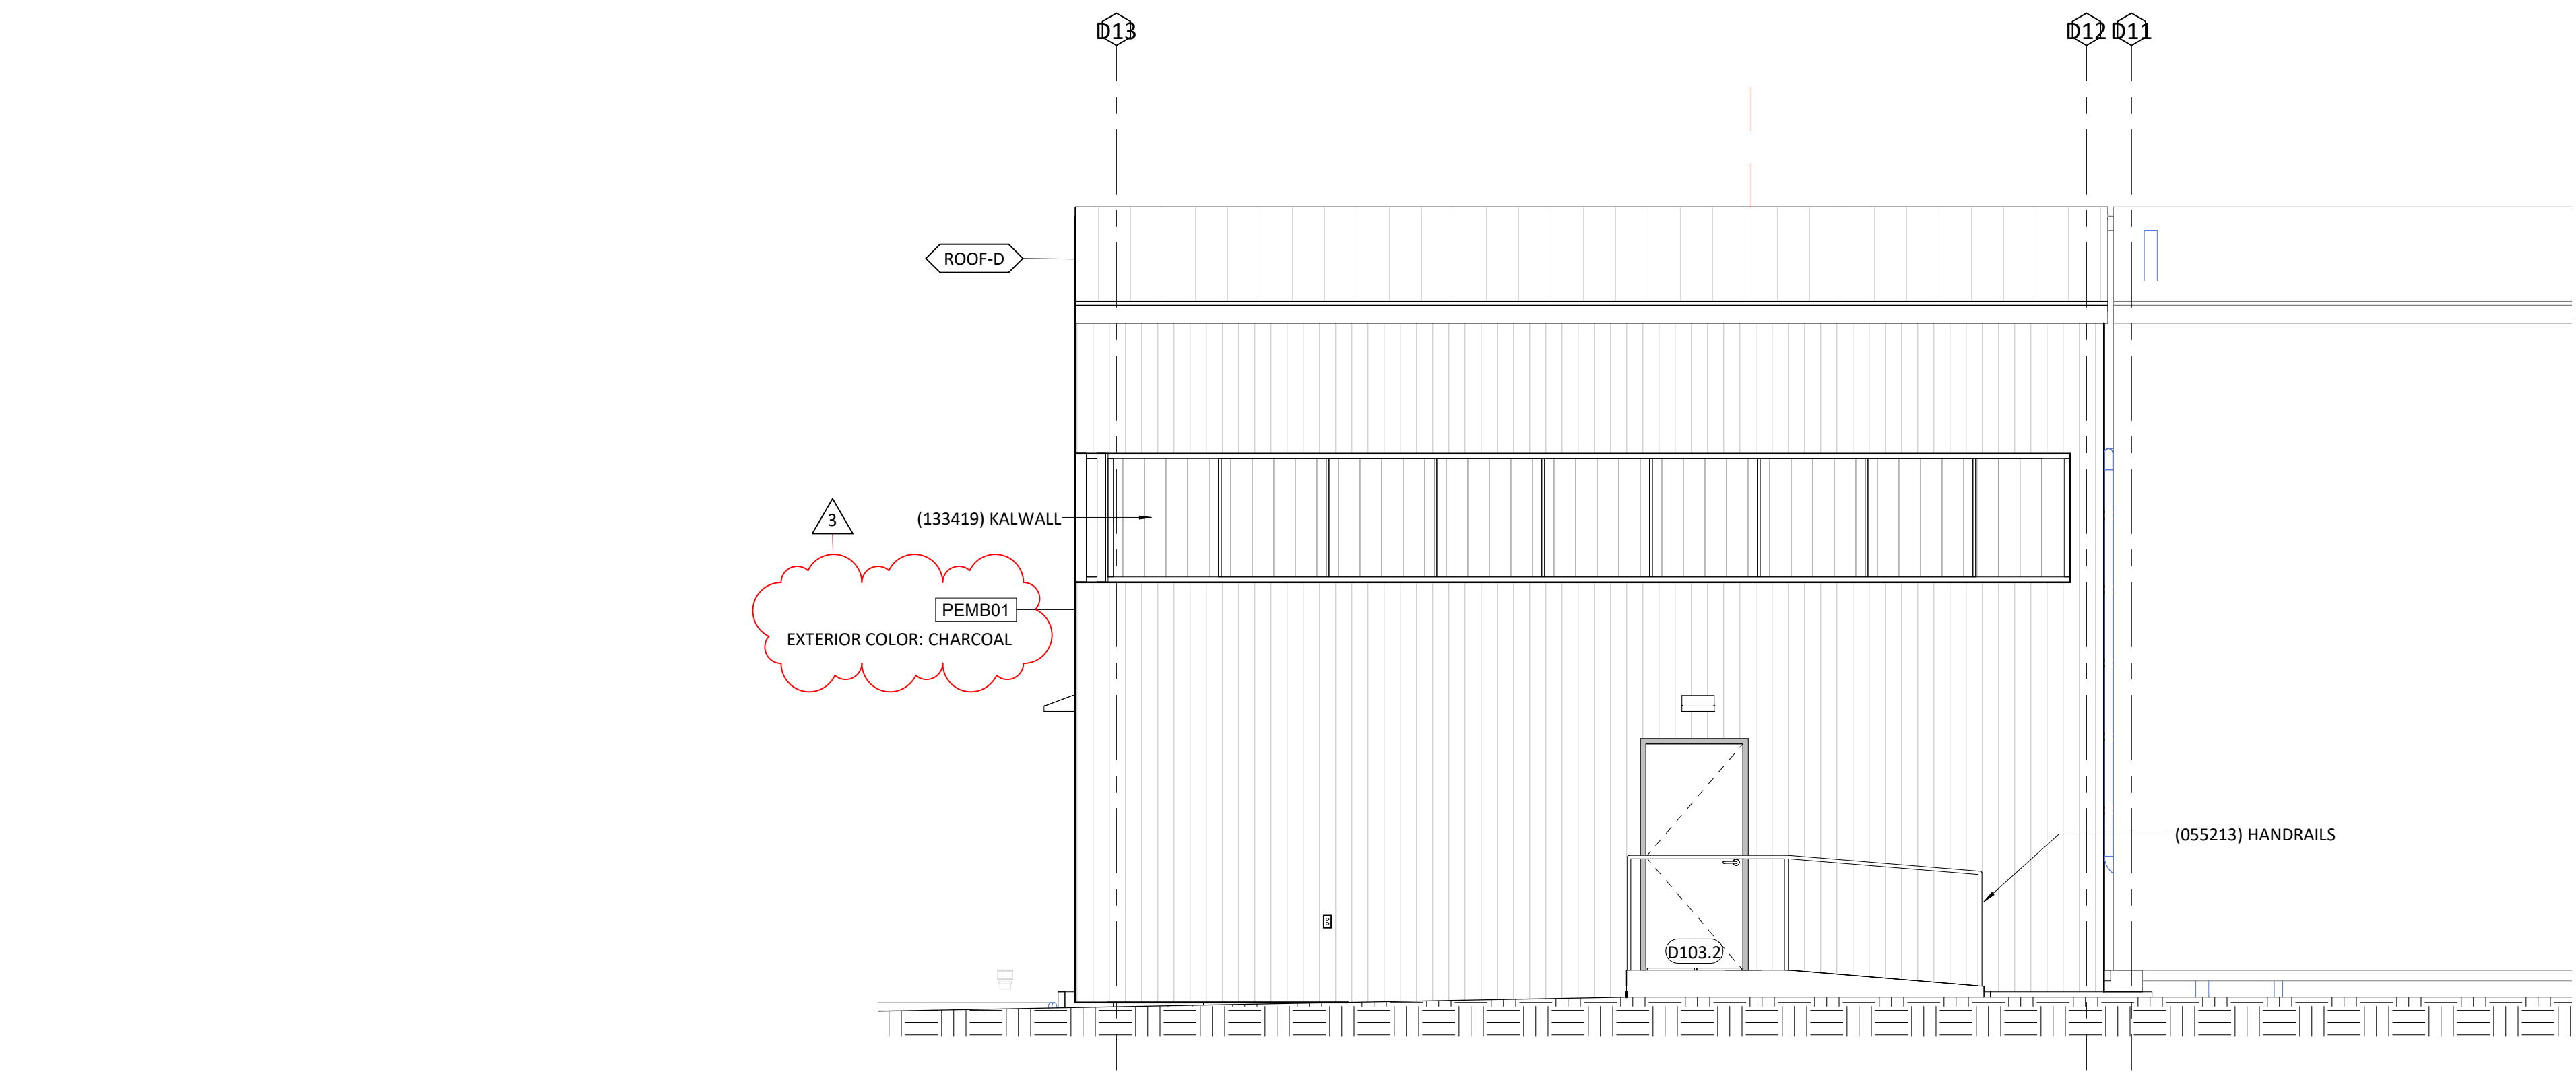 D13
D12
D11
ROOF-D
3
(133419) KALWALL
PEMB01
EXTERIOR COLOR: CHARCOAL
(055213) HANDRAILS
D103.2